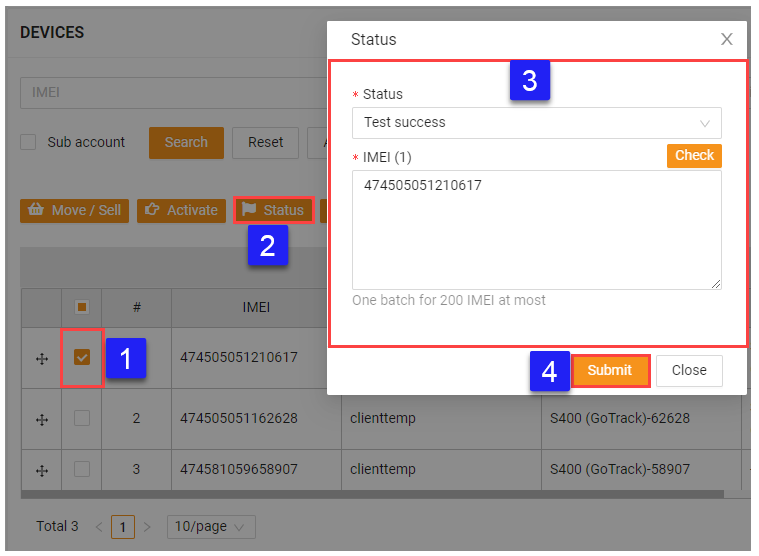 DEVICES
IMEI
Sub account
Search
Reset
Move / Sell
Activate
Status
2
#
IMEI
1
474505051210617
2
474505051162628
clienttemp
S400 (GoTrack)-62628
3
474581059658907
clienttemp
S400 (GoTrack)-58907
Total 3
1
10/page
Status
X
3
* Status
Test success
* IMEI (1)
Check
474505051210617
One batch for 200 IMEI at most
4
Submit
Close